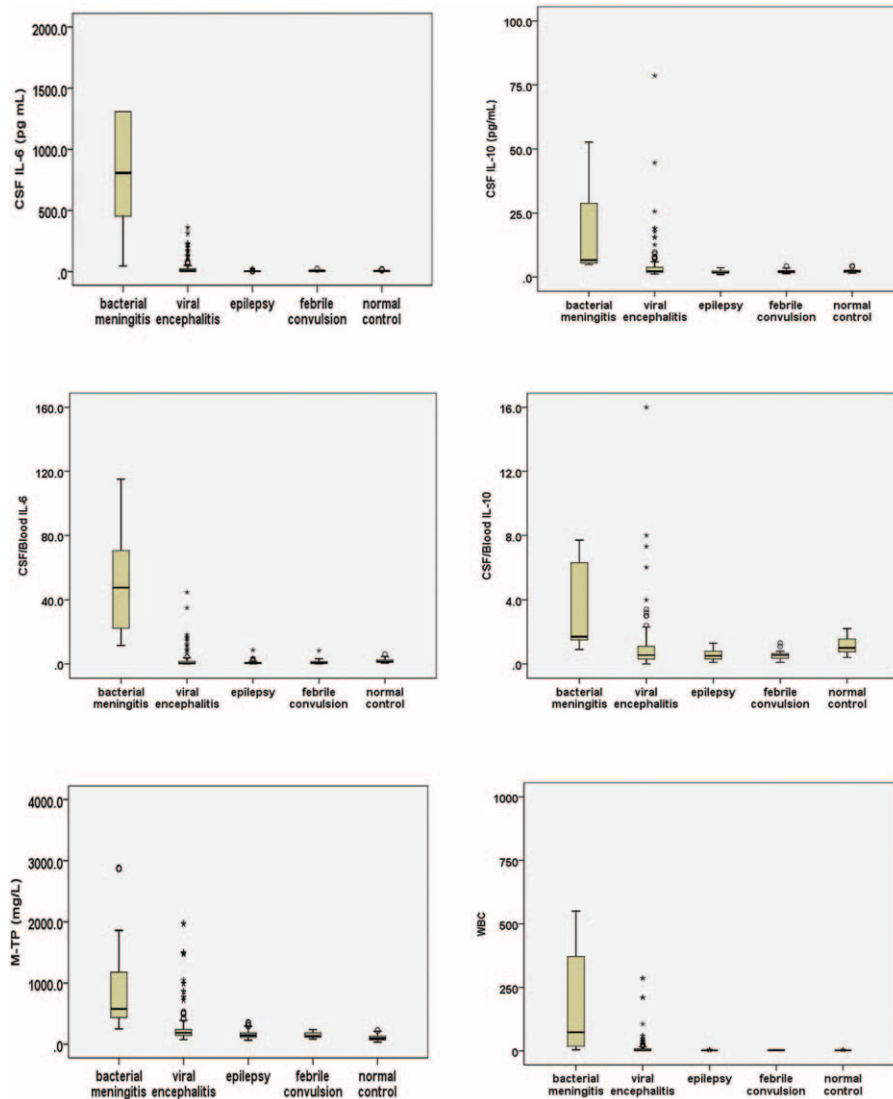 2000.0
1500.0
1000.0
500.0
.0
CSF IL-6 (pg mL)
bacterial meningitis
viral encephalitis
epilepsy
febrile convulsion
normal control
100.0
75.0
50.0
25.0
.0
CSF IL-10 (pg/mL)
bacterial meningitis
viral encephalitis
epilepsy
febrile convulsion
normal control
160.0
120.0
80.0
40.0
.0
CSF/Blood IL-6
bacterial meningitis
viral encephalitis
epilepsy
febrile convulsion
normal control
16.0
12.0
8.0
4.0
.0
CSF/Blood IL-10
bacterial meningitis
viral encephalitis
epilepsy
febrile convulsion
normal control
4000.0
3000.0
2000.0
1000.0
.0
M-TP (mg/L)
bacterial meningitis
viral encephalitis
epilepsy
febrile convulsion
normal control
1000
750
500
250
0
WBC
bacterial meningitis
viral encephalitis
epilepsy
febrile convulsion
normal control